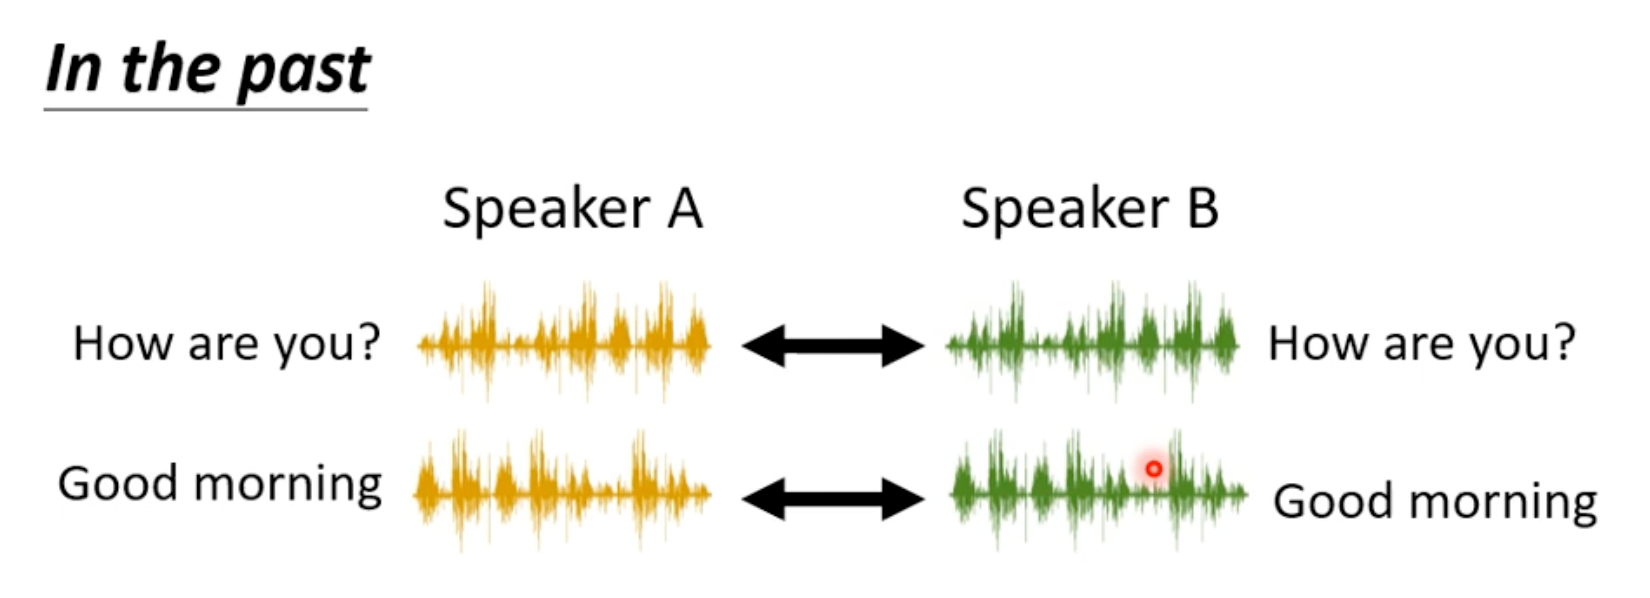 In the past
Speaker A
Speaker B
How are you?
How are you?
Good morning
Good morning